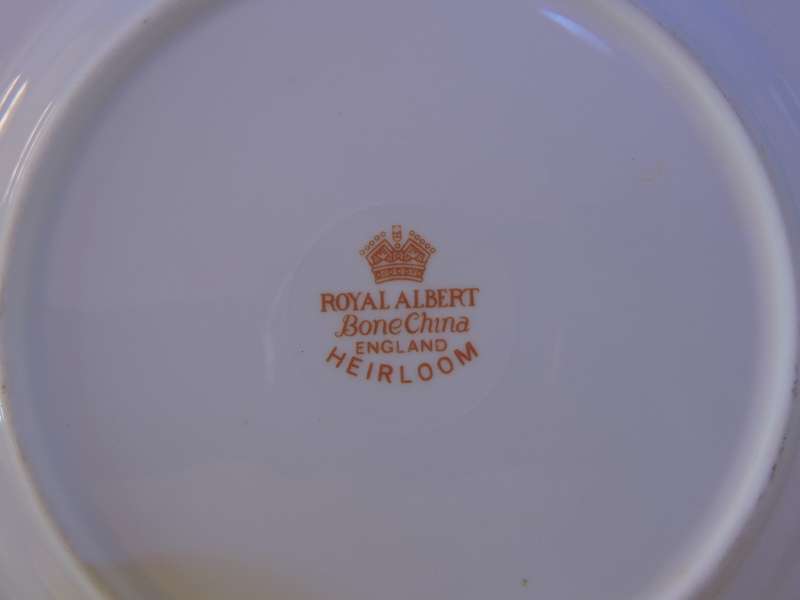 ROYAL ALBERT
Bone China
ENGLAND
HEIRLOOM